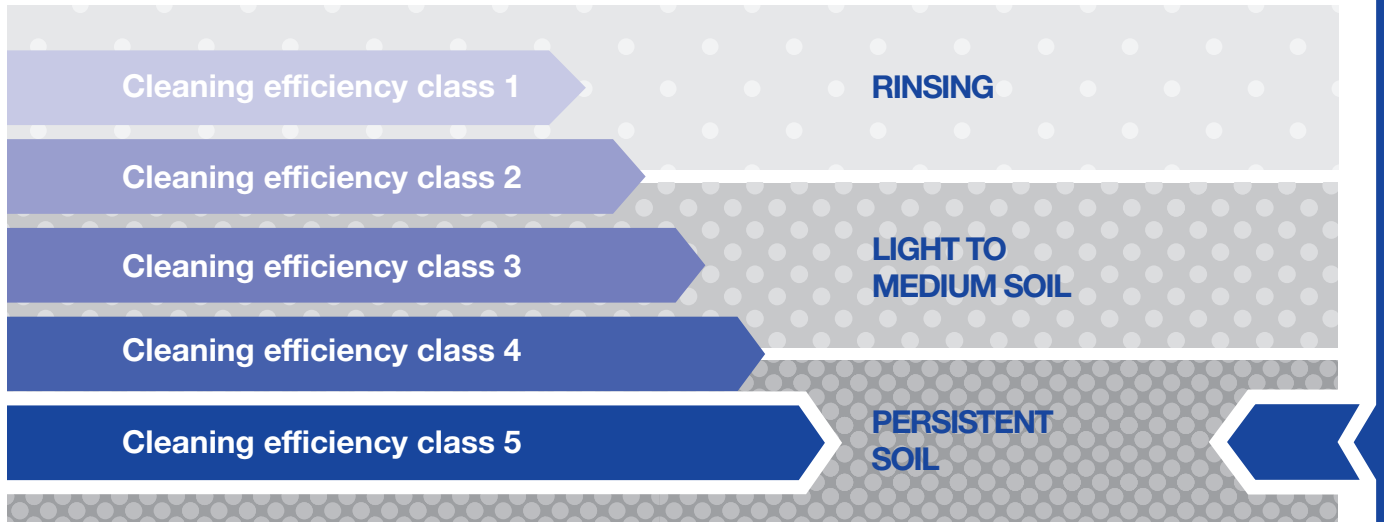 Cleaning efficiency class 1
RINSING
Cleaning efficiency class 2
Cleaning efficiency class 3
LIGHT TO
MEDIUM SOIL
Cleaning efficiency class 4
Cleaning efficiency class 5
PERSISTENT
SOIL